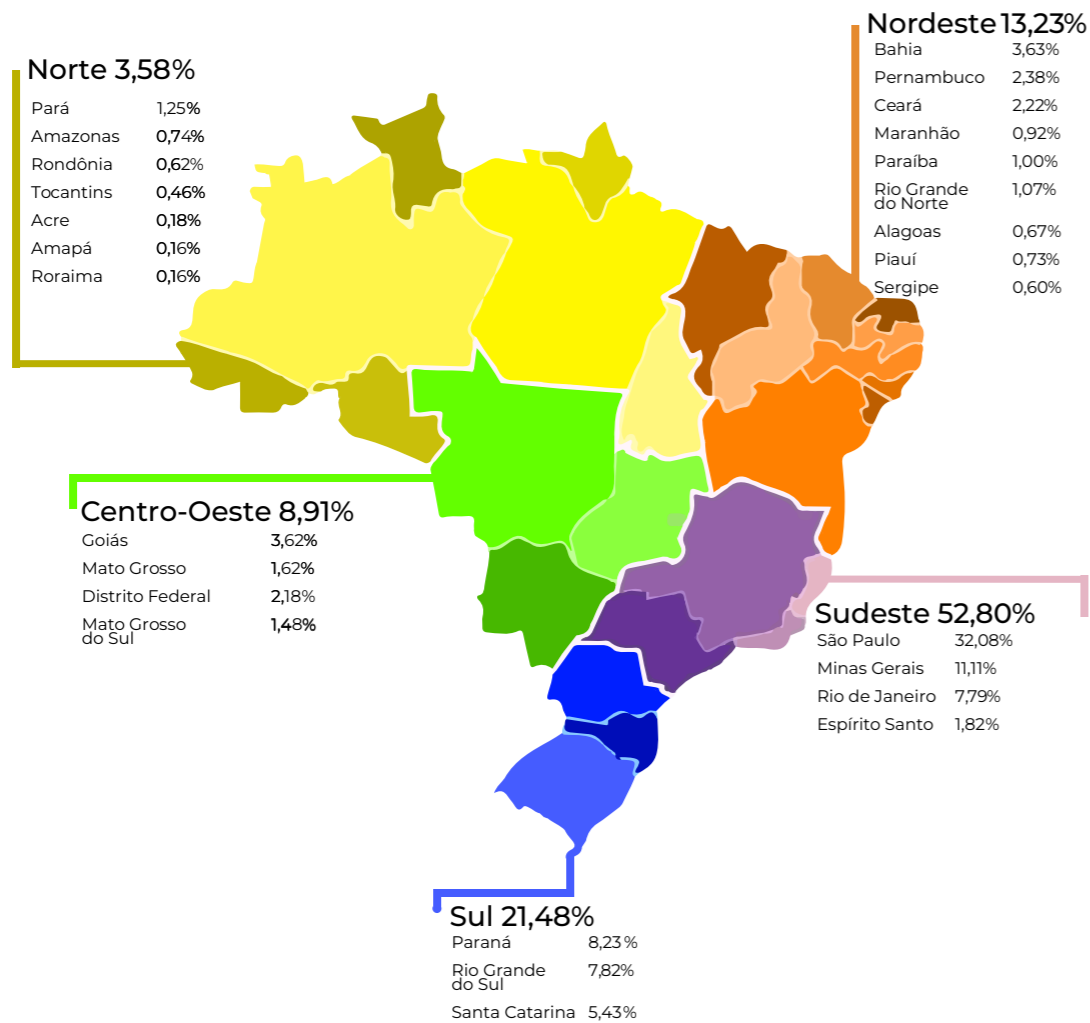 Norte 3,58%
Pará 1,25%
Amazonas 0,74%
Rondônia 0,62%
Tocantins 0,46%
Acre 0,18%
Amapá 0,16%
Roraima 0,16%
Nordeste 13,23%
Bahia 3,63%
Pernambuco 2,38%
Ceará 2,22%
Maranhão 0,92%
Paraíba 1,00%
Rio Grande 1,07%
do Norte
Alagoas 0,67%
Piauí 0,73%
Sergipe 0,60%
Centro-Oeste 8,91%
Goiás 3,62%
Mato Grosso 1,62%
Distrito Federal 2,18%
Mato Grosso 1,48%
do Sul
Sudeste 52,80%
São Paulo 32,08%
Minas Gerais 11,11%
Rio de Janeiro 7,79%
Espírito Santo 1,82%
Sul 21,48%
Paraná 8,23%
Rio Grande 7,82%
do Sul
Santa Catarina 5,43%